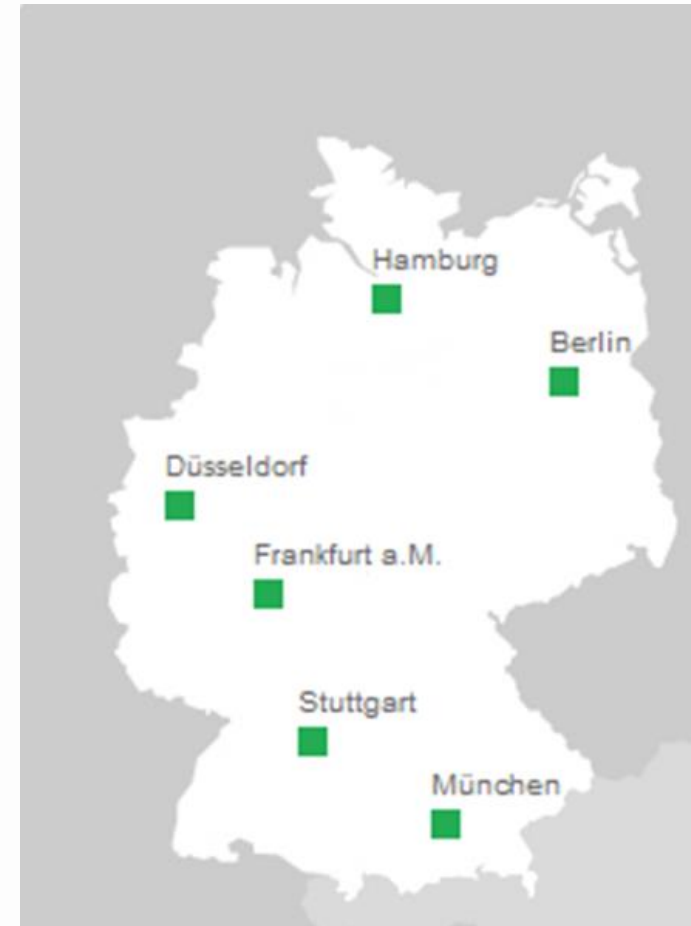 Hamburg
Berlin
Düsseldorf
Frankfurt a.M.
Stuttgart
München